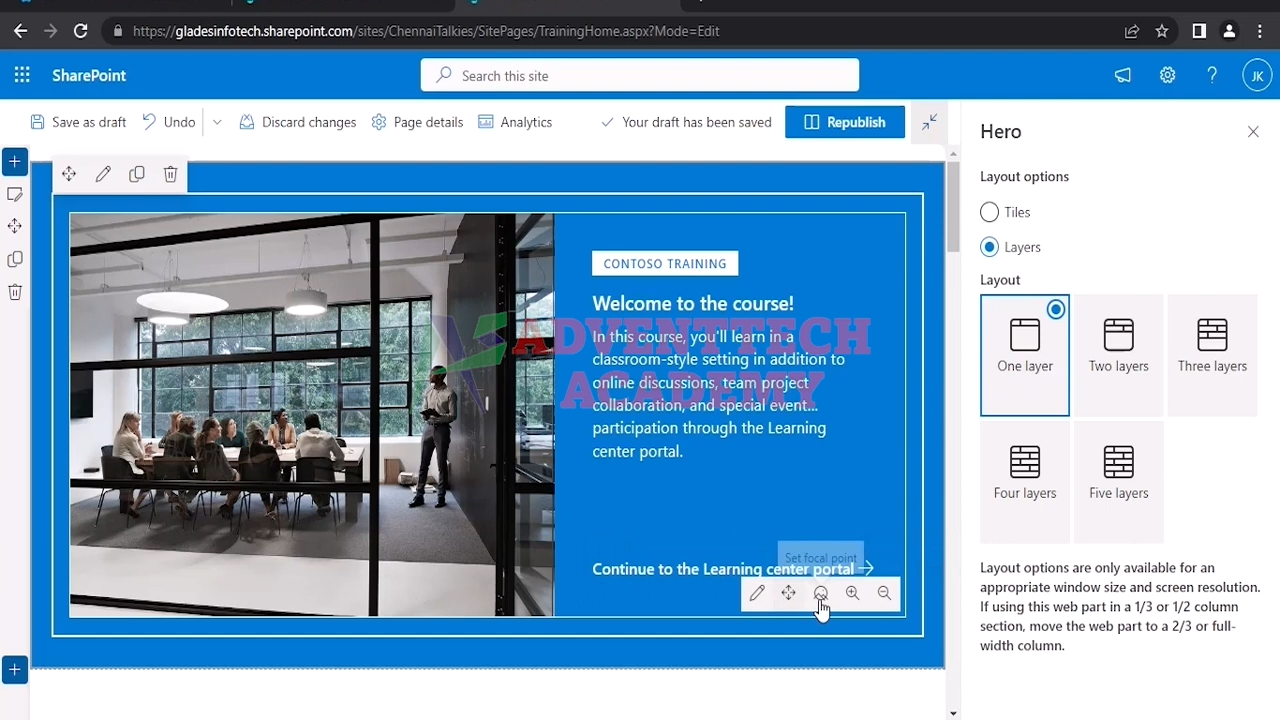 https://gladesinfotech.sharepoint.com/sites/ChennaiTalkies/SitePages/TrainingHome.aspx?Mode=Edit
SharePoint
Search this site
JK
Save as draft
Undo
Discard changes
Page details
Analytics
Your draft has been saved
Republish
CONTOSO TRAINING
Welcome to the course!
In this course, you'll learn in a
classroom-style setting in addition to
online discussions, team project
collaboration, and special event...
participation through the Learning
center portal.
ADVENTTECH
ACADEMY
Set focal point
Continue to the Learning center portal
Hero
Layout options
Tiles
Layers
Layout
One layer
Two layers
Three layers
Four layers
Five layers
Layout options are only available for an
appropriate window size and screen resolution.
If using this web part in a 1/3 or 1/2 column
section, move the web part to a 2/3 or full-
width column.